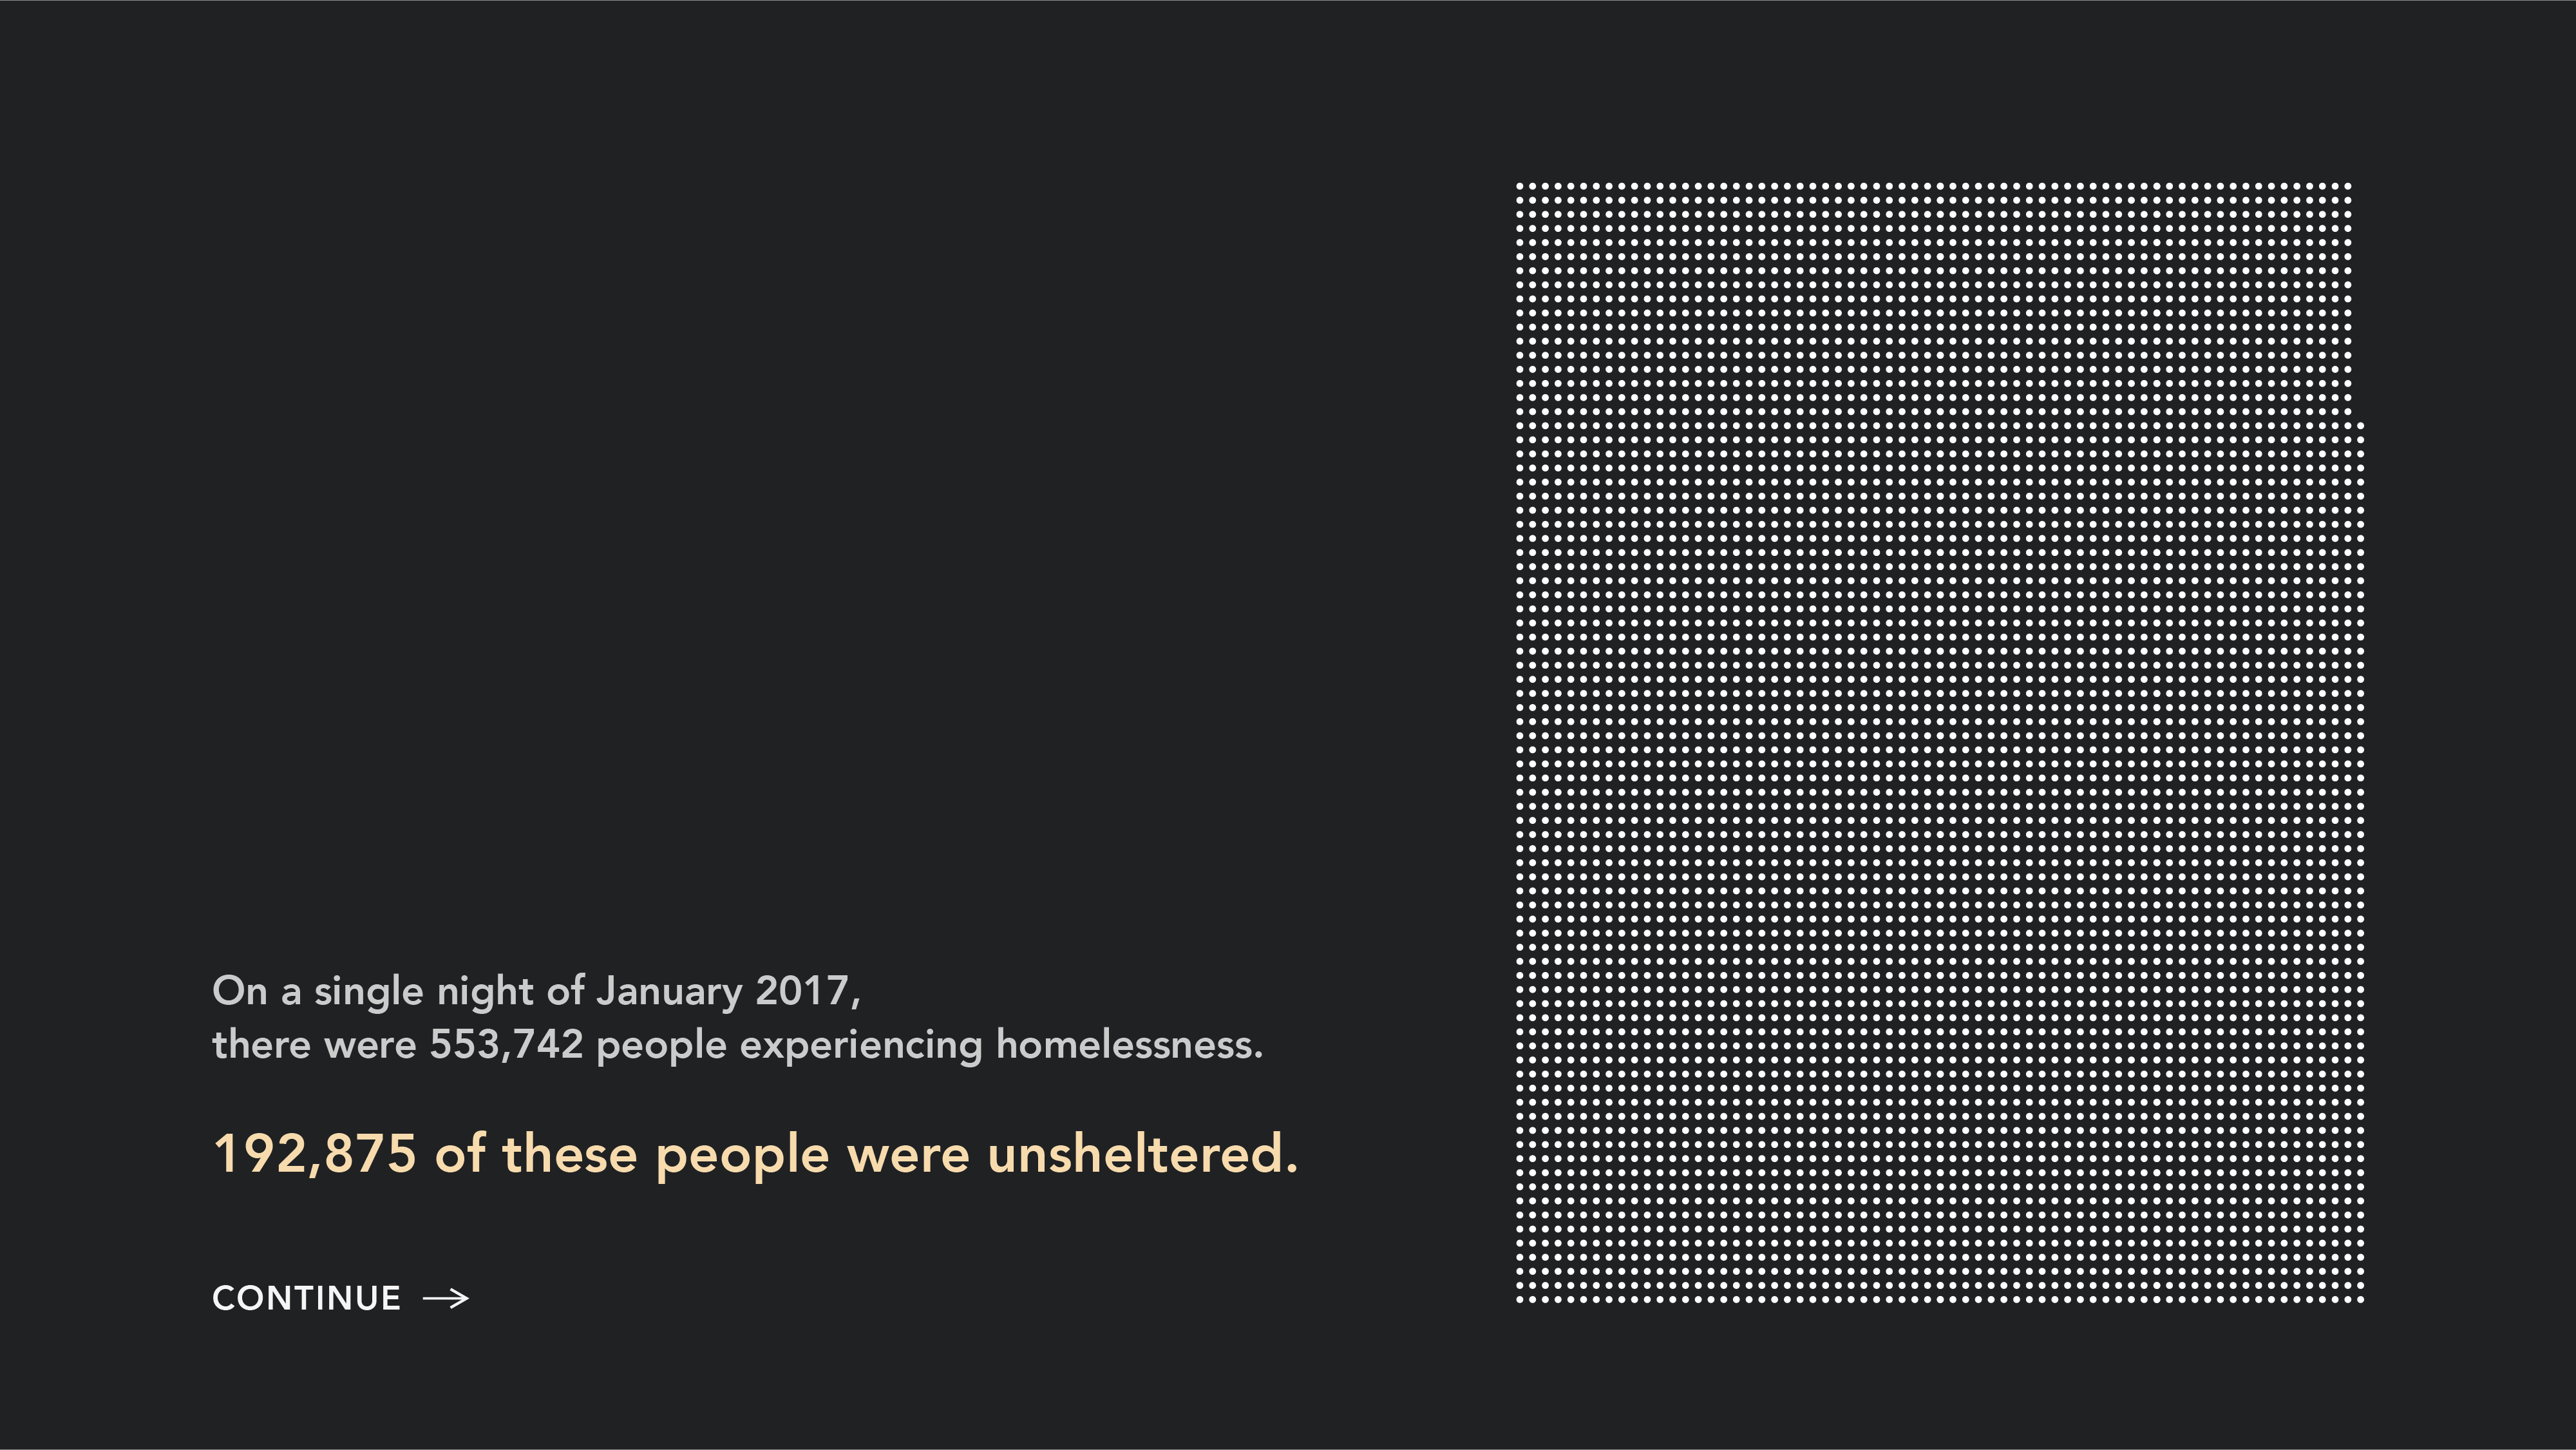 On a single night of January 2017,
there were 553,742 people experiencing homelessness.
192,875 of these people were unsheltered.
CONTINUE →